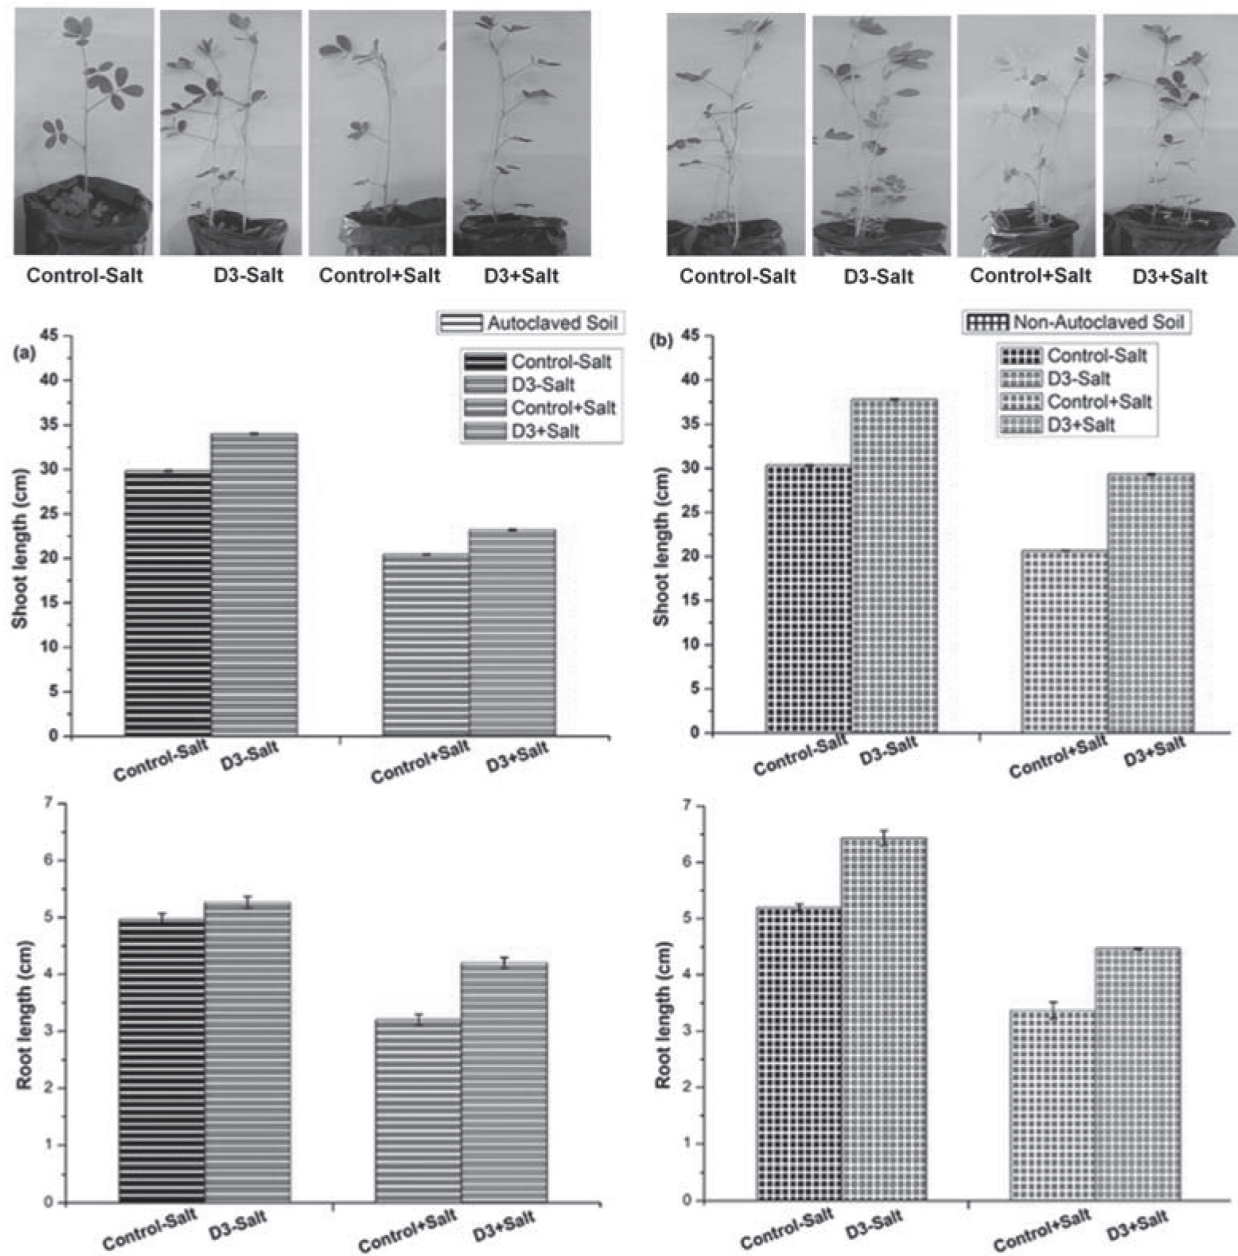 Control-Salt D3-Salt Control+Salt D3+Salt
Control-Salt D3-Salt Control+Salt D3+Salt
(a)
Autoclaved Soil
Control-Salt
D3-Salt
Control+Salt
D3+Salt
Shoot length (cm)
45
40
35
30
25
20
15
10
5
0
Control-Salt D3-Salt Control+Salt D3+Salt
(b)
Non-Autoclaved Soil
Control-Salt
D3-Salt
Control+Salt
D3+Salt
Shoot length (cm)
45
40
35
30
25
20
15
10
5
0
Control-Salt D3-Salt Control+Salt D3+Salt
Root length (cm)
7
6
5
4
3
2
1
0
Control-Salt D3-Salt Control+Salt D3+Salt
Root length (cm)
7
6
5
4
3
2
1
0
Control-Salt D3-Salt Control+Salt D3+Salt